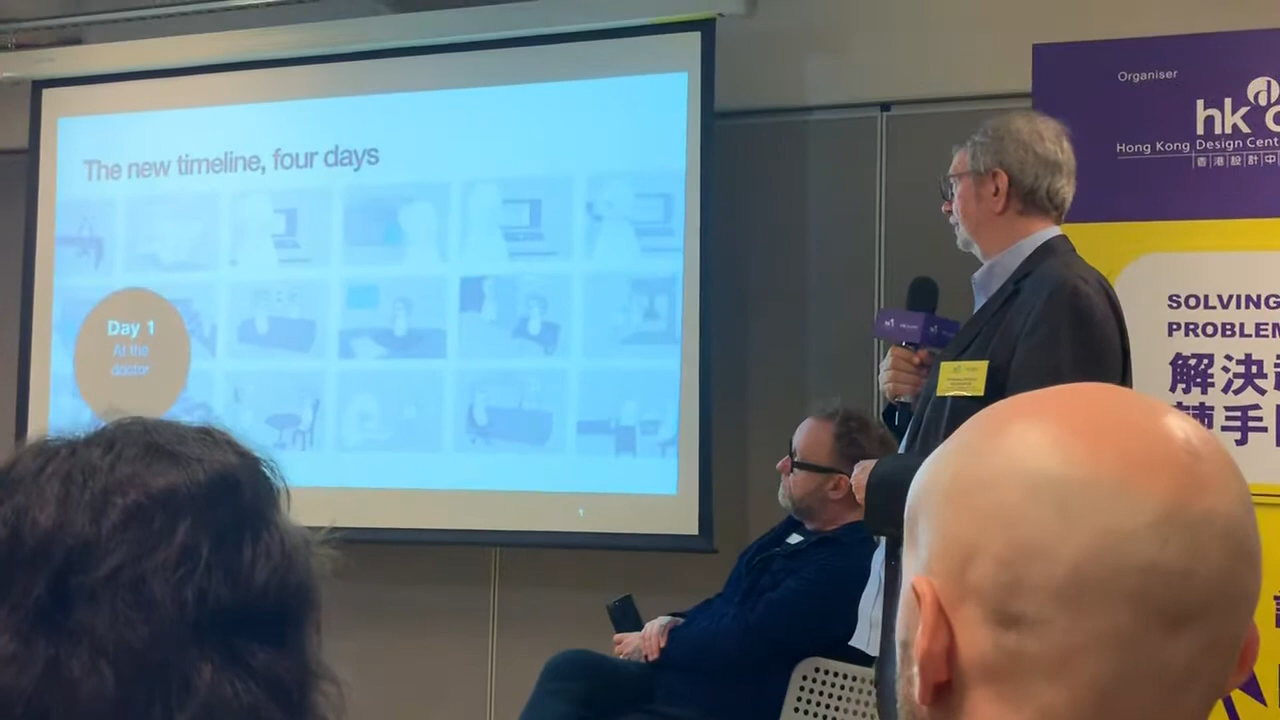 The new timeline, four days
Day 1
At the
doctor
Organiser
hk d
Hong Kong Design Cent
香港設計中
SOLVING
PROBLEM
解決
手